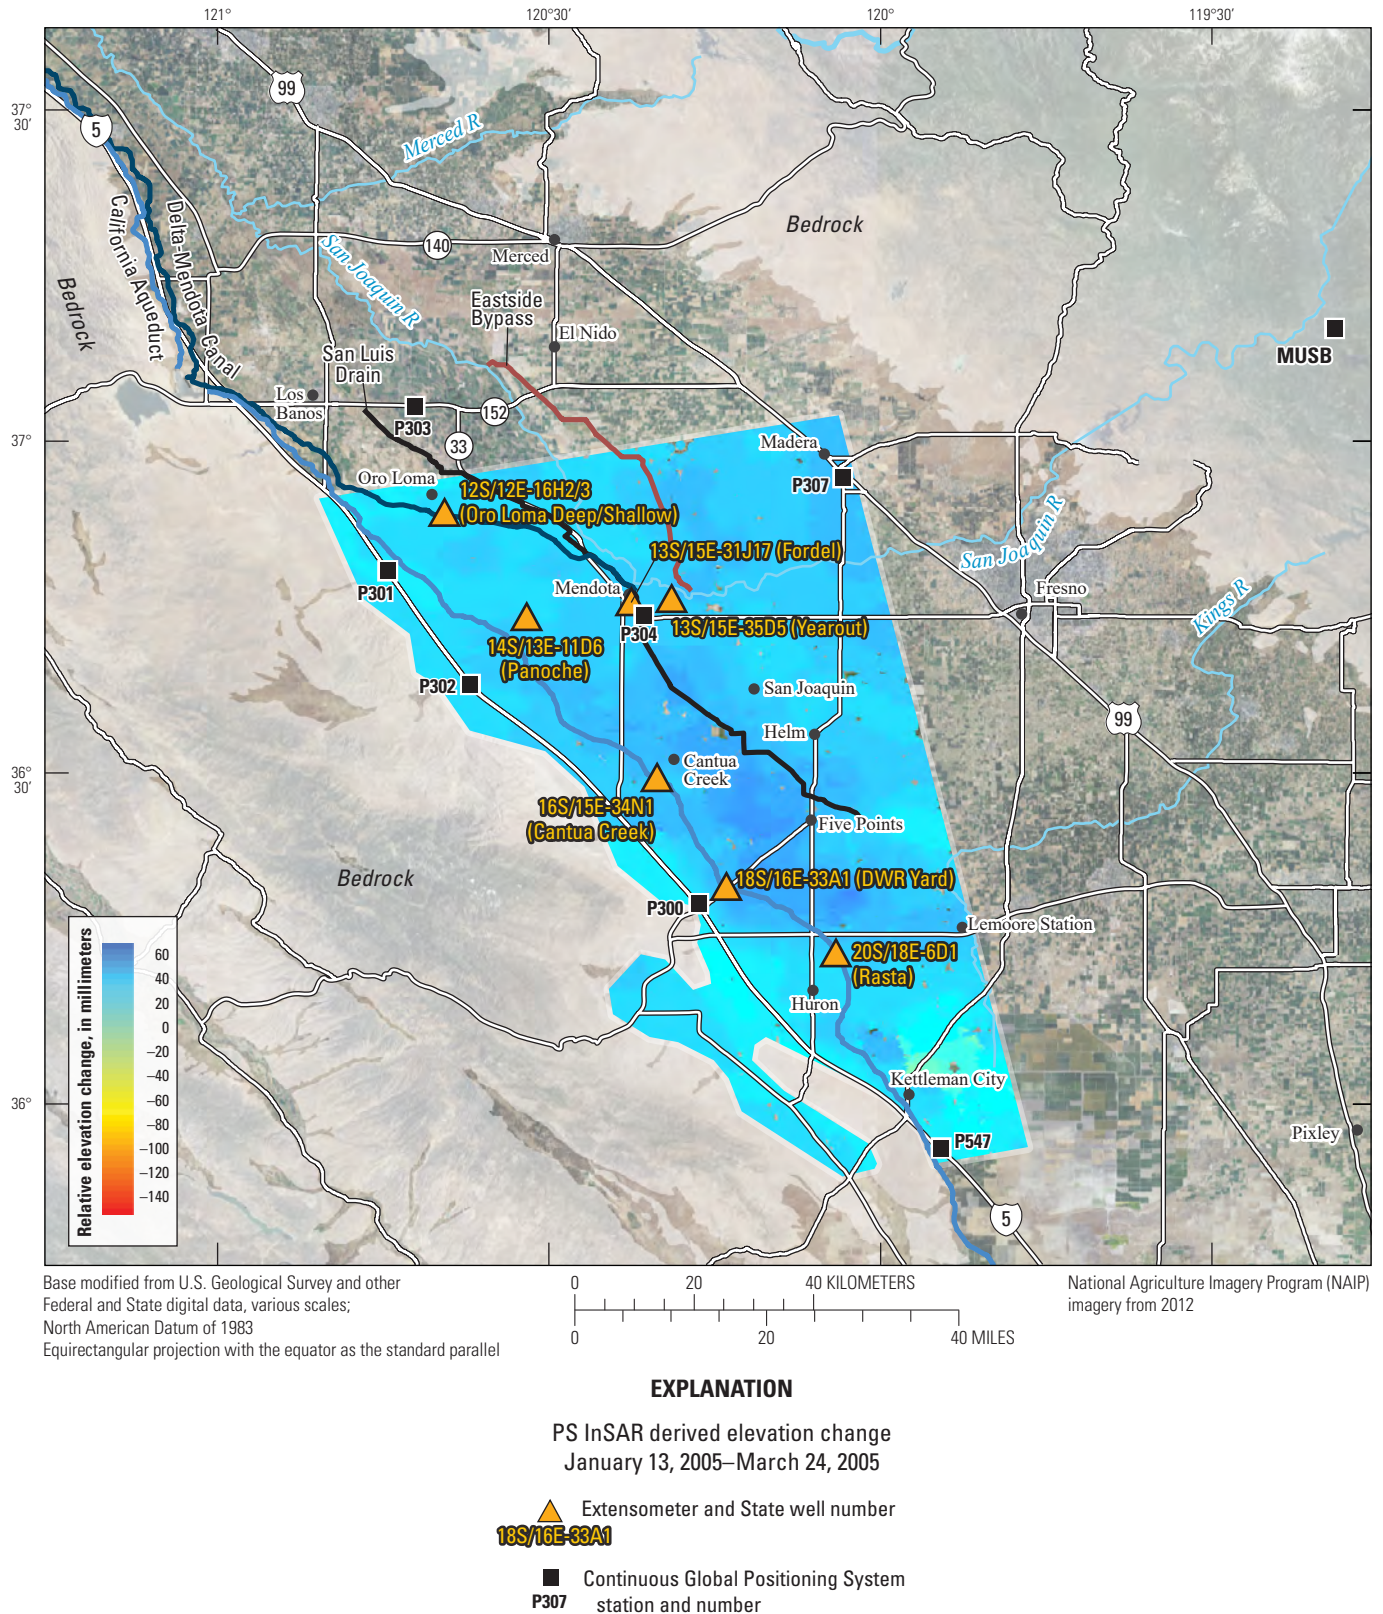 121°
120°30'
120°
119°30'
37°
30'
99
5
Merced R
Bedrock
140
Merced
San Joaquin R
Delta-Mendota Canal
California Aqueduct
Bedrock
Eastside
Bypass
El Nido
San Luis
Drain
MUSB
Los
Banos
152
P303
33
37°
Madera
P307
Oro Loma
12S/12E-16H2/3
(Oro Loma Deep/Shallow)
San Joaquin R
13S/15E-31J17 (Fordel)
P301
Mendota
Fresno
Kings R
P304
13S/15E-35D5 (Yearout)
14S/13E-11D6
(Panoche)
P302
San Joaquin
99
Helm
Cantua
Creek
36°
30'
16S/15E-34N1
(Cantua Creek)
Five Points
Bedrock
18S/16E-33A1 (DWR Yard)
P300
Lemoore Station
20S/18E-6D1
(Rasta)
Huron
Relative elevation change, in millimeters
60
40
20
0
–20
–40
–60
–80
–100
–120
–140
Kettleman City
36°
P547
Pixley
5
Base modified from U.S. Geological Survey and other
Federal and State digital data, various scales;
North American Datum of 1983
Equirectangular projection with the equator as the standard parallel
0 20 40 KILOMETERS
0 20 40 MILES
National Agriculture Imagery Program (NAIP)
imagery from 2012
EXPLANATION
PS InSAR derived elevation change
January 13, 2005–March 24, 2005
Extensometer and State well number
18S/16E-33A1
Continuous Global Positioning System
station and number
P307